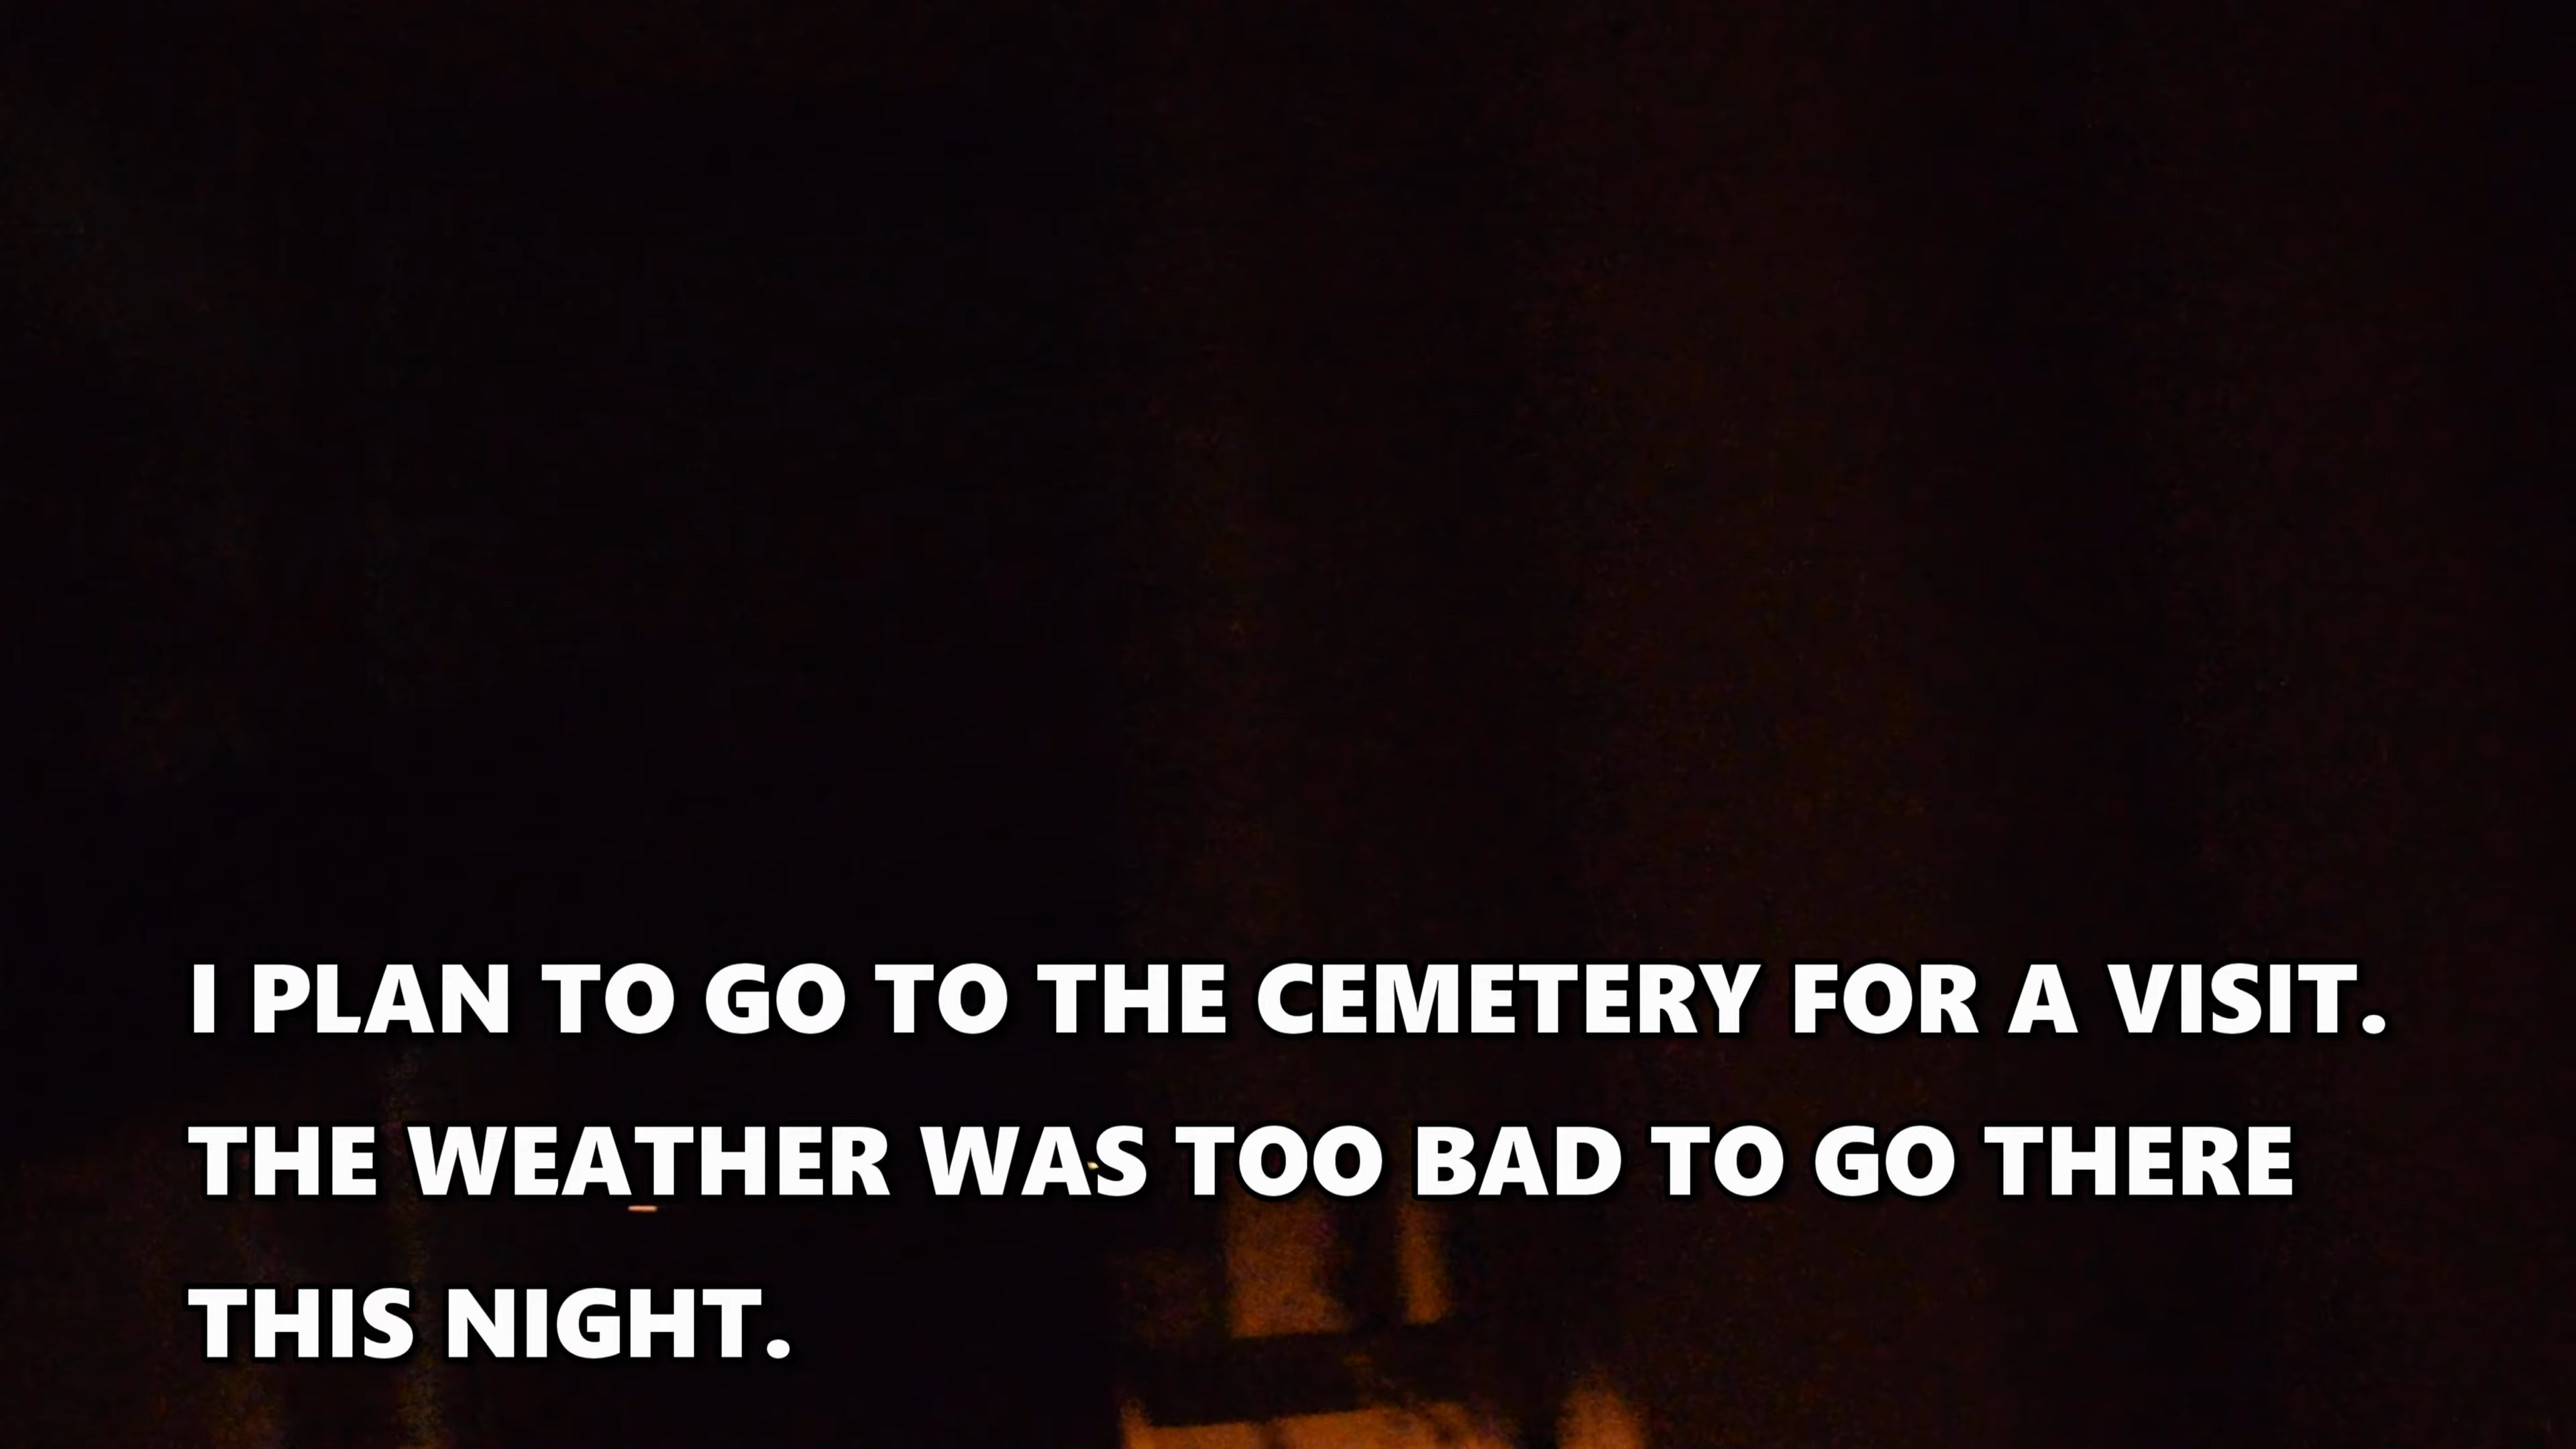 I PLAN TO GO TO THE CEMETERY FOR A VISIT.
THE WEATHER WAS TOO BAD TO GO THERE
THIS NIGHT.